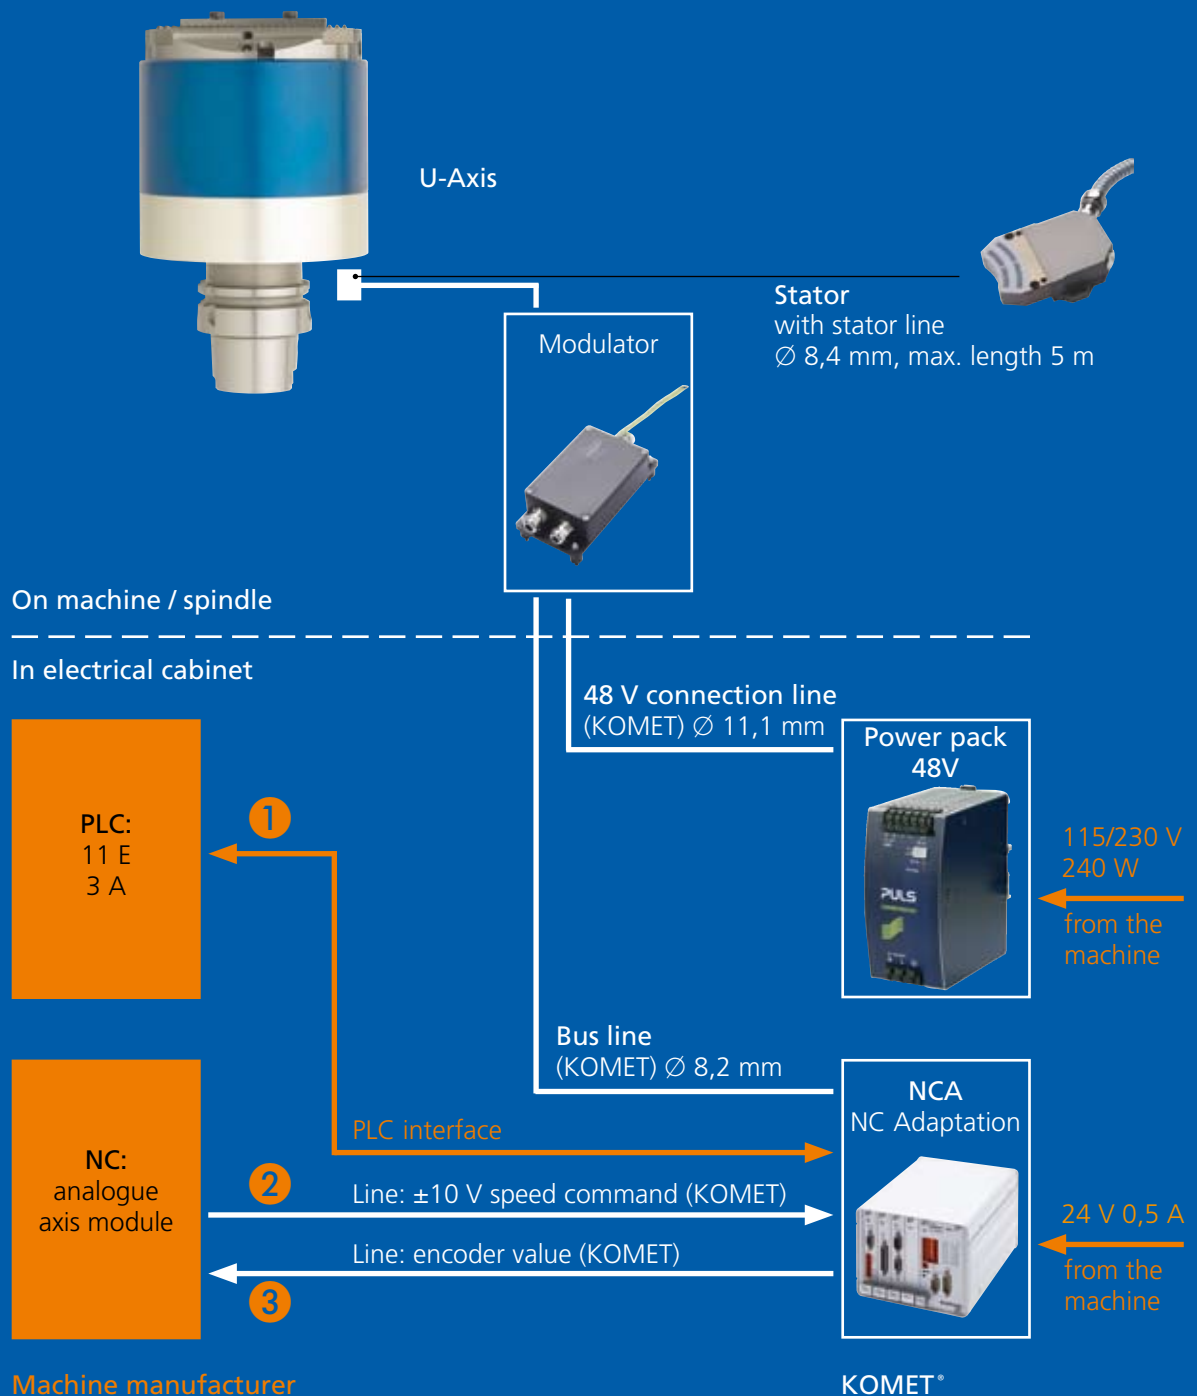 U-Axis
Stator
with stator line
∅ 8,4 mm, max. length 5 m
Modulator
On machine / spindle
In electrical cabinet
48 V connection line
(KOMET) ∅ 11,1 mm
Power pack
48V
PULS
115/230 V
240 W
from the
machine
PLC:
11 E
3 A
1
Bus line
(KOMET) ∅ 8,2 mm
NCA
NC Adaptation
PLC interface
NC:
analogue
axis module
2
Line: ±10 V speed command (KOMET)
Line: encoder value (KOMET)
3
24 V 0,5 A
from the
machine
Machine manufacturer
KOMET®